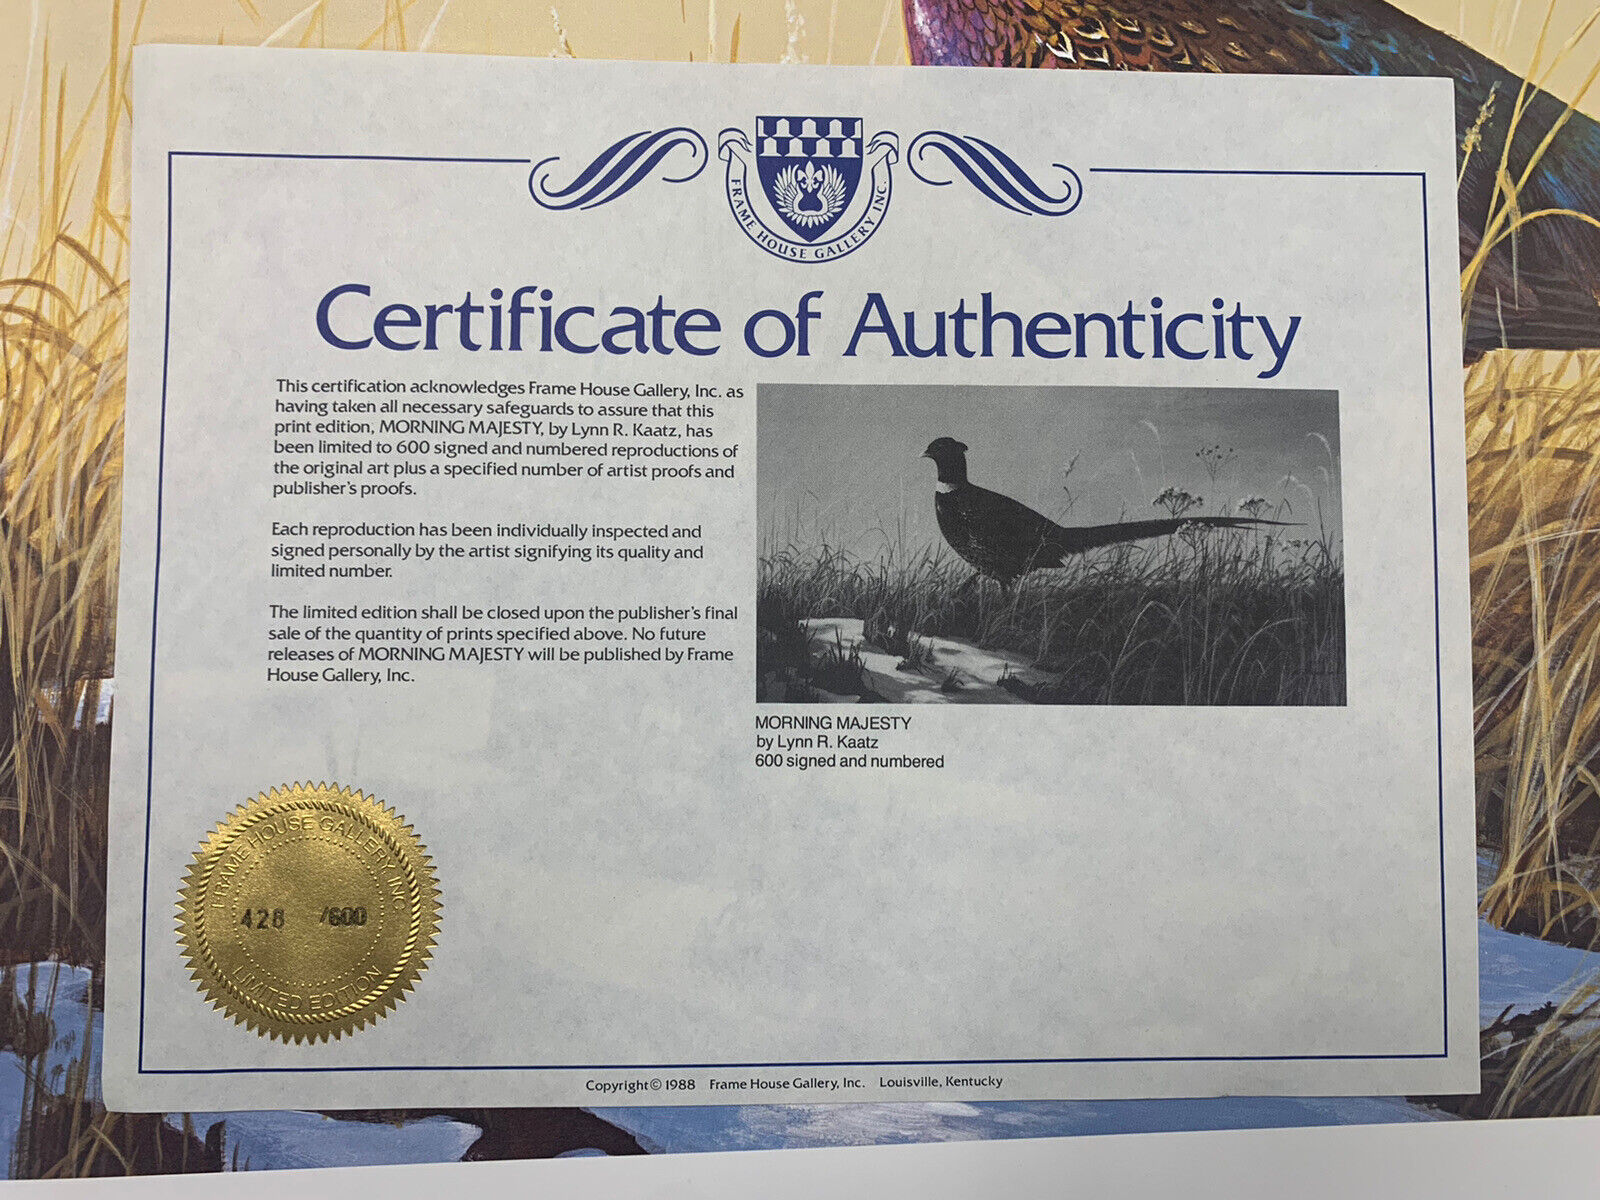 FRAME HOUSE GALLERY INC.
Certificate of Authenticity
This certification acknowledges Frame House Gallery, Inc. as
having taken all necessary safeguards to assure that this
print edition, MORNING MAJESTY, by Lynn R. Kaatz, has
been limited to 600 signed and numbered reproductions of
the original art plus a specified number of artist proofs and
publisher's proofs.
Each reproduction has been individually inspected and
signed personally by the artist signifying its quality and
limited number.
The limited edition shall be closed upon the publisher's final
sale of the quantity of prints specified above. No future
releases of MORNING MAJESTY will be published by Frame
House Gallery, Inc.
MORNING MAJESTY
by Lynn R. Kaatz
600 signed and numbered
FRAME HOUSE GALLERY INC.
428 /600
LIMITED EDITION
Copyright © 1988 Frame House Gallery, Inc. Louisville, Kentucky